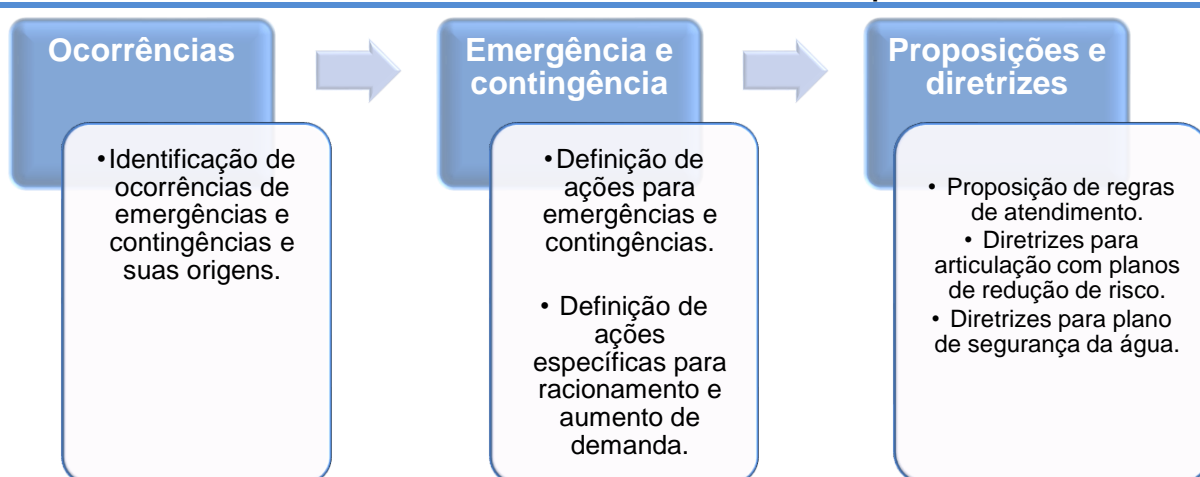 Ocorrências
•Identificação de
ocorrências de
emergências e
contingências e
suas origens.
Emergência e
contingência
•Definição de
ações para
emergências e
contingências.
• Definição de
ações
específicas para
racionamento e
aumento de
demanda.
Proposições e
diretrizes
• Proposição de regras
de atendimento.
• Diretrizes para
articulação com planos
de redução de risco.
• Diretrizes para plano
de segurança da água.